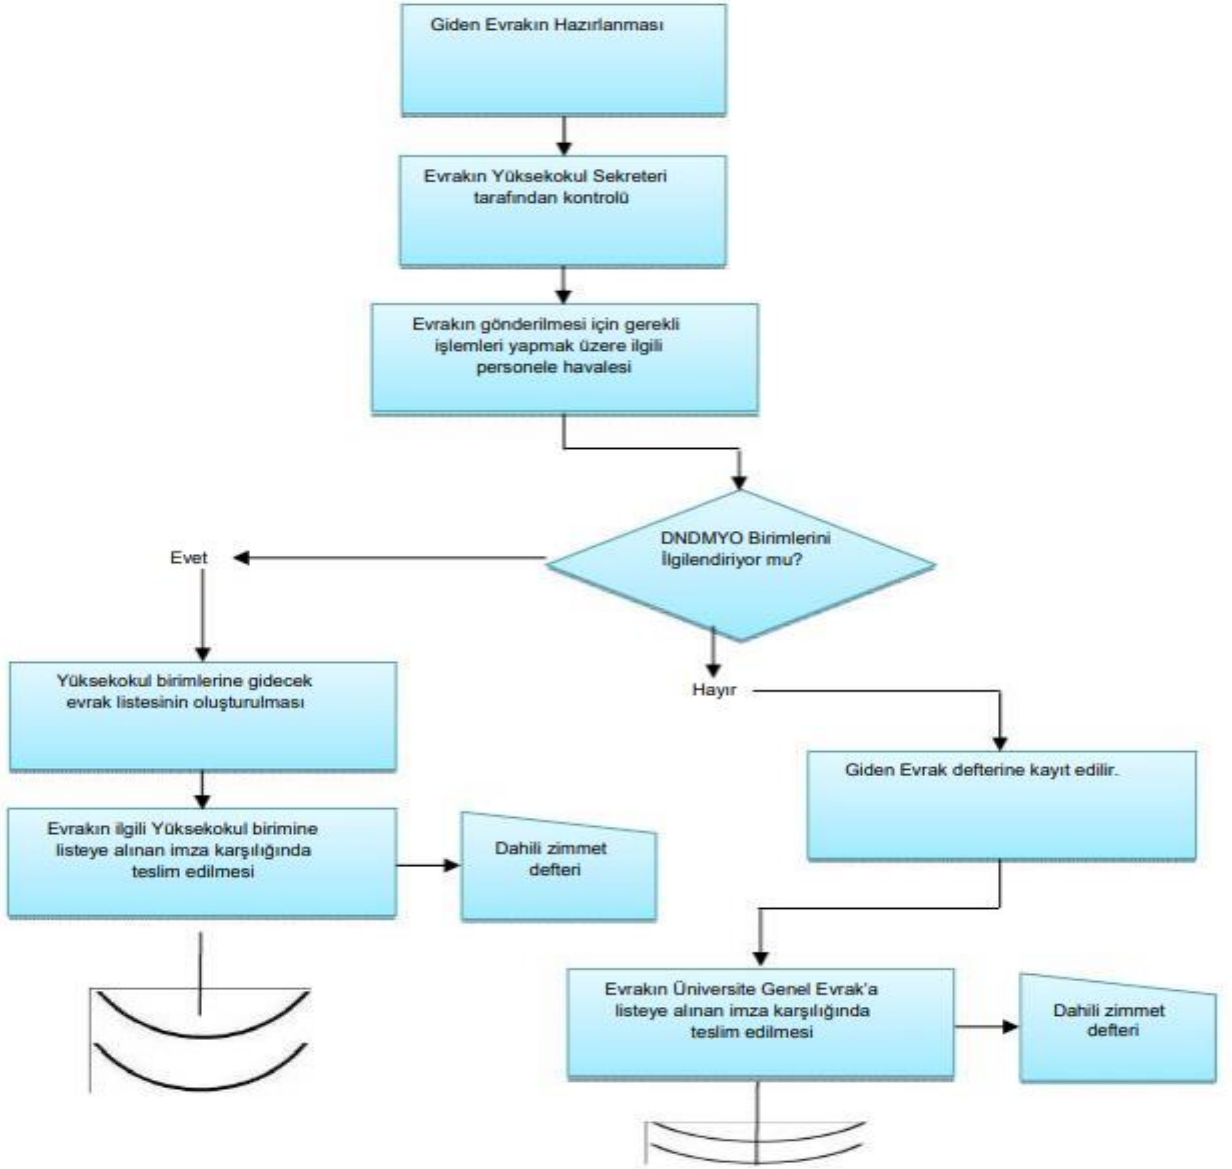 Giden Evrakın Hazırlanması
Evrakın Yüksekokul Sekreteri
tarafından kontrolü
Evrakın gönderilmesi için gerekli
işlemleri yapmak üzere ilgili
personele havalesi
DNDMYO Birimlerini
İlgilendiriyor mu?
Evet
Yüksekokul birimlerine gidecek
evrak listesinin oluşturulması
Hayır
Giden Evrak defterine kayıt edilir.
Evrakın ilgili Yüksekokul birimine
listeye alınan imza karşılığında
teslim edilmesi
Dahili zimmet
defteri
Evrakın Üniversite Genel Evrak'a
listeye alınan imza karşılığında
teslim edilmesi
Dahili zimmet
defteri